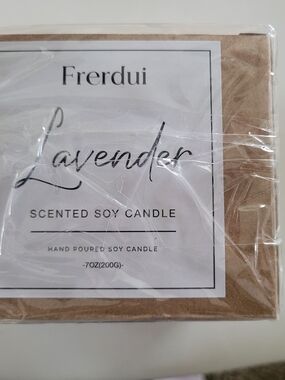 Frerdui
Lavender
SCENTED SOY CANDLE
HAND POURED SOY CANDLE
-7OZ(200G)-